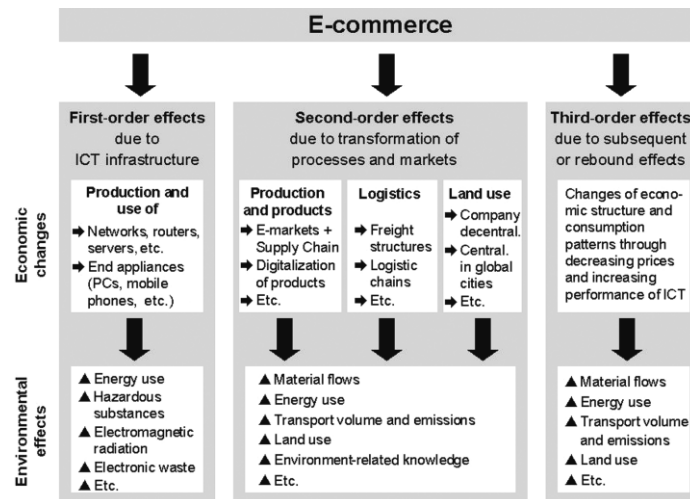 E-commerce
Economic
changes
First-order effects
due to
ICT infrastructure
Production and
use of
➔ Networks, routers,
servers, etc.
➔ End appliances
(PCs, mobile
phones, etc.)
Second-order effects
due to transformation of
processes and markets
Production
and products
➔ E-markets +
Supply Chain
➔ Digitalization
of products
➔ Etc.
Logistics
➔ Freight
structures
➔ Logistic
chains
➔ Etc.
Land use
➔ Company
decentral.
➔ Central.
in global
cities
➔ Etc.
Third-order effects
due to subsequent
or rebound effects
Changes of econo-
mic structure and
consumption
patterns through
decreasing prices
and increasing
performance of ICT
Environmental
effects
▲ Energy use
▲ Hazardous
substances
▲ Electromagnetic
radiation
▲ Electronic waste
▲ Etc.
▲ Material flows
▲ Energy use
▲ Transport volume and emissions
▲ Land use
▲ Environment-related knowledge
▲ Etc.
▲ Material flows
▲ Energy use
▲ Transport volume
and emissions
▲ Land use
▲ Etc.